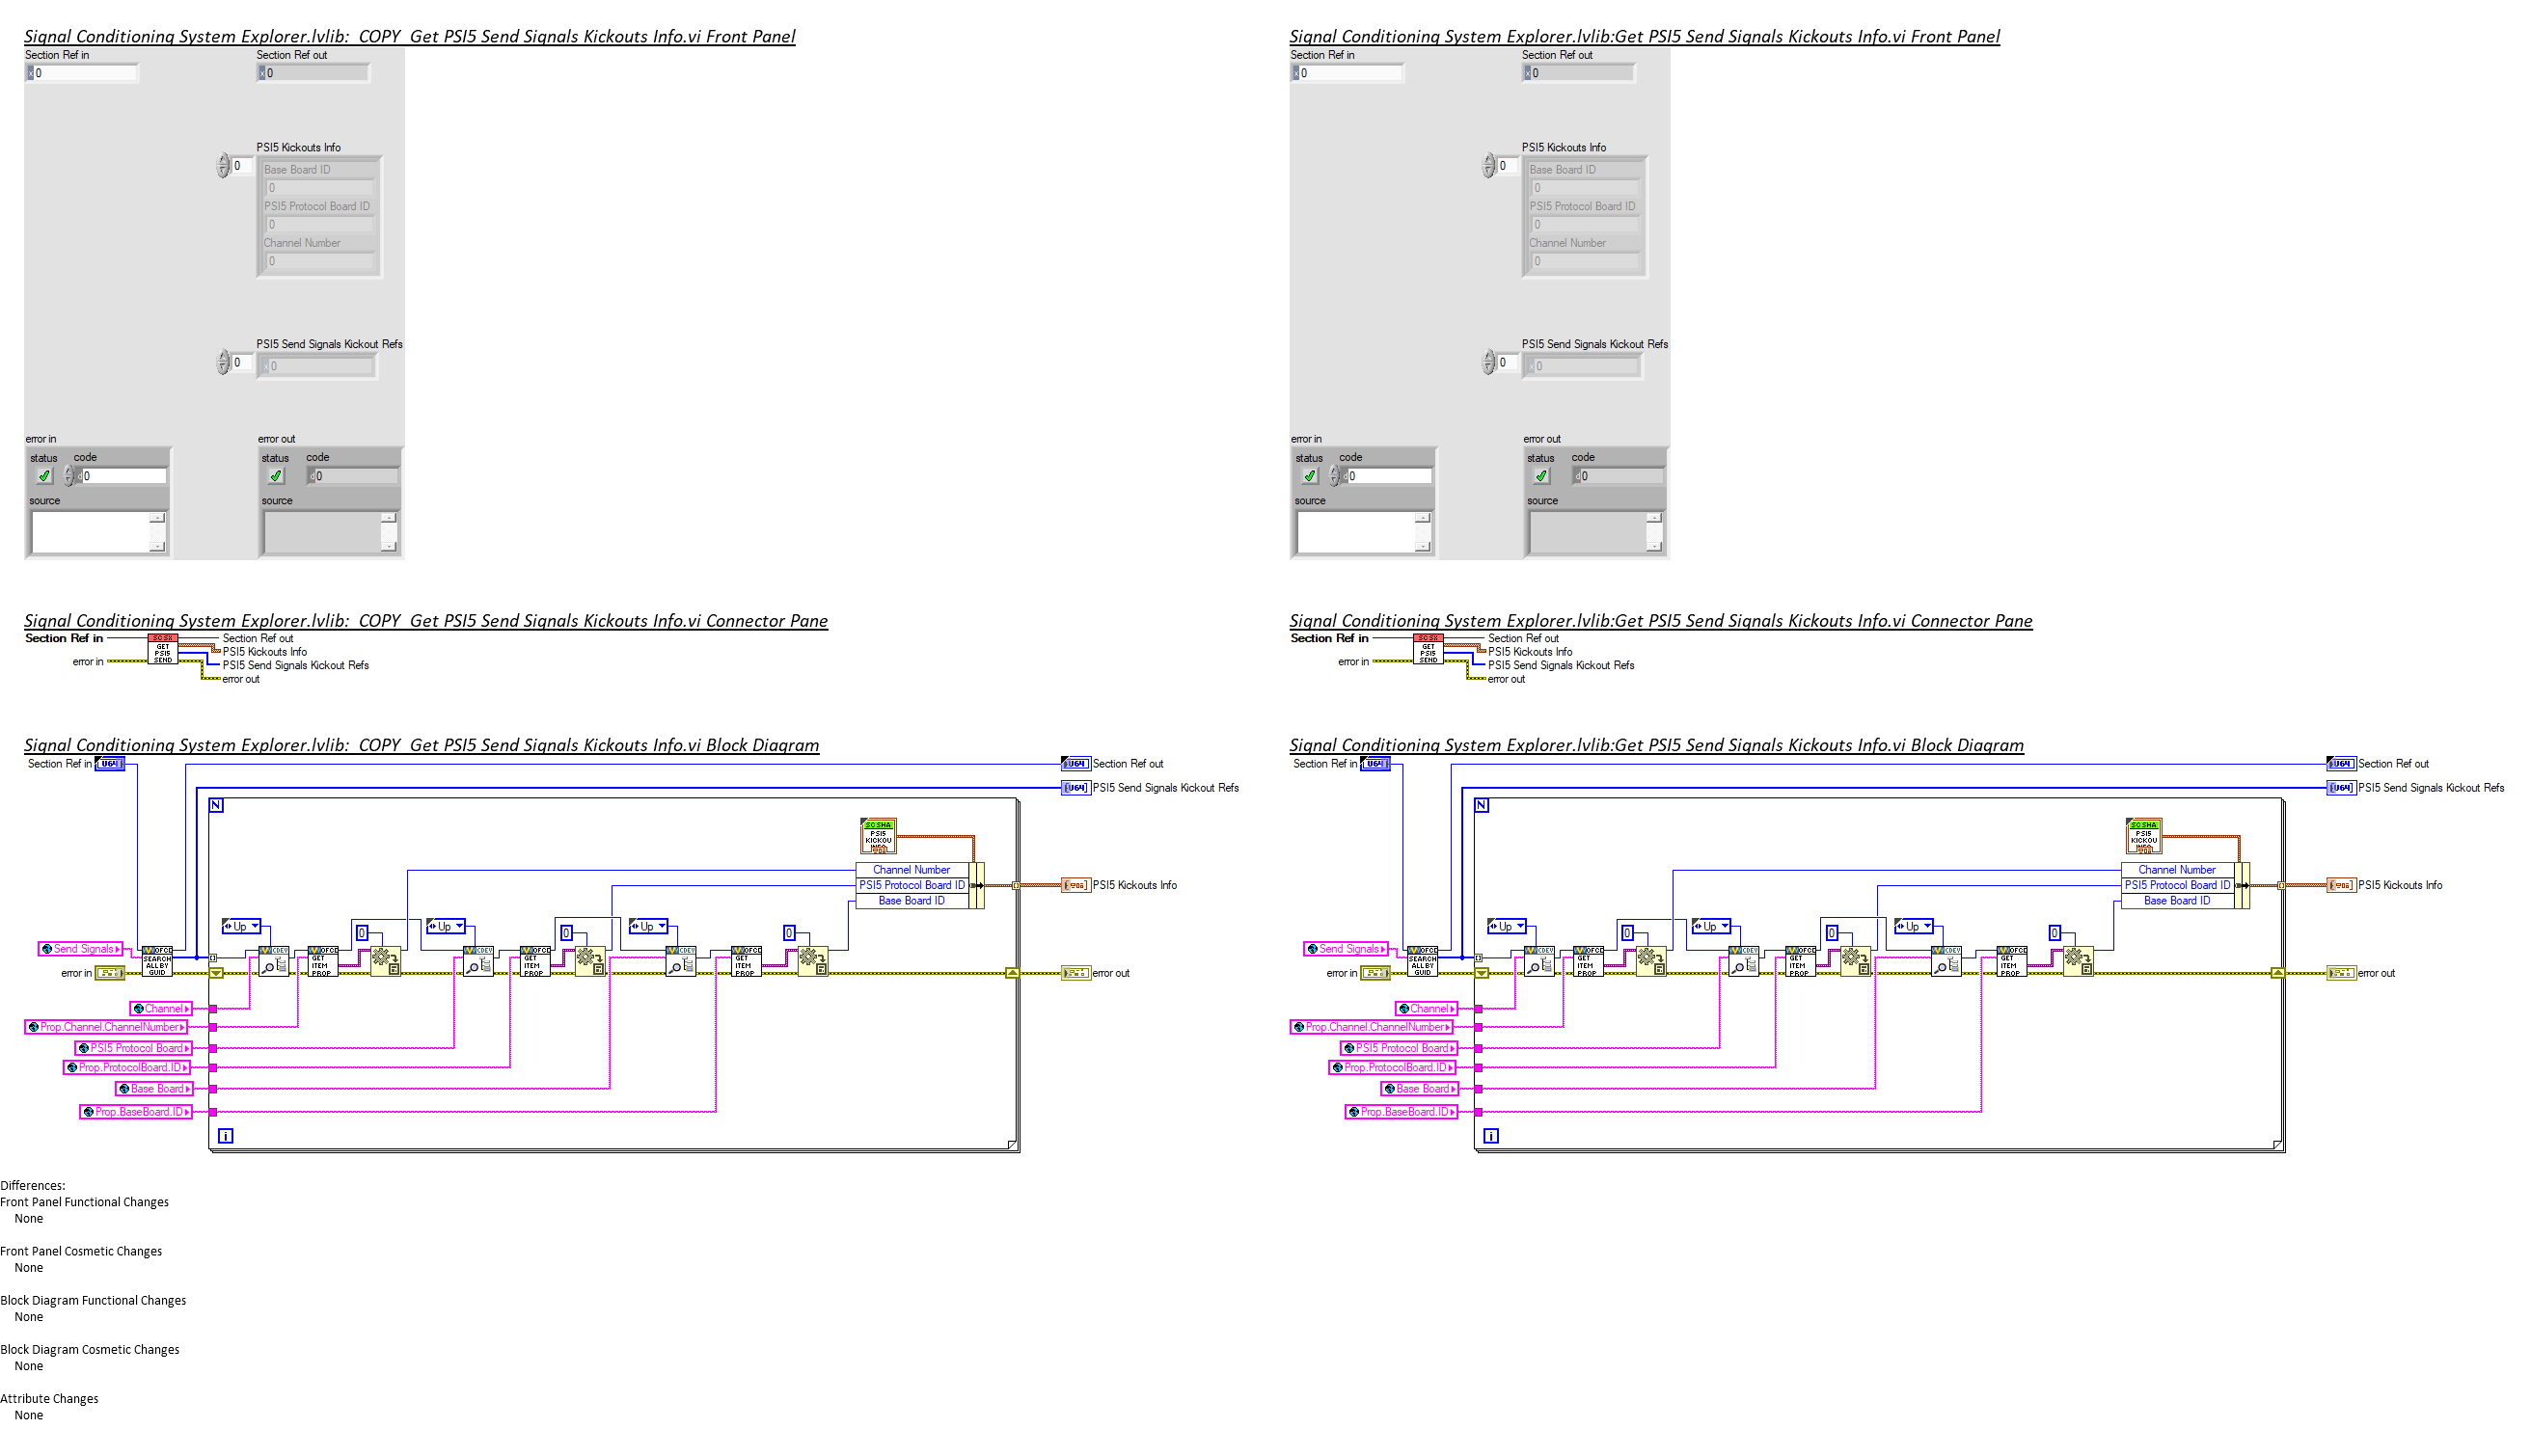 Signal Conditioning System Explorer.lvlib:  COPY  Get PSI5 Send Signals Kickouts Info.vi Front Panel
Section Ref in
Section Ref out
x 0
x 0
PSI5 Kickouts Info
0
Base Board ID
0
PSI5 Protocol Board ID
0
Channel Number
0
PSI5 Send Signals Kickout Refs
0
x 0
error in
error out
status
code
status
code
d 0
d 0
source
source
Signal Conditioning System Explorer.lvlib:Get PSI5 Send Signals Kickouts Info.vi Front Panel
Section Ref in
Section Ref out
x 0
x 0
PSI5 Kickouts Info
0
Base Board ID
0
PSI5 Protocol Board ID
0
Channel Number
0
PSI5 Send Signals Kickout Refs
0
x 0
error in
error out
status
code
status
code
d 0
d 0
source
source
Signal Conditioning System Explorer.lvlib:  COPY  Get PSI5 Send Signals Kickouts Info.vi Connector Pane
Section Ref in
SCSX
GET
PSI5
SEND
Section Ref out
PSI5 Kickouts Info
error in
PSI5 Send Signals Kickout Refs
error out
Signal Conditioning System Explorer.lvlib:Get PSI5 Send Signals Kickouts Info.vi Connector Pane
Section Ref in
SCSX
GET
PSI5
SEND
Section Ref out
PSI5 Kickouts Info
error in
PSI5 Send Signals Kickout Refs
error out
Signal Conditioning System Explorer.lvlib:  COPY  Get PSI5 Send Signals Kickouts Info.vi Block Diagram
Section Ref in
U64
U64
Section Ref out
U64
PSI5 Send Signals Kickout Refs
N
SCSHA
PSI5
KICKOU
Channel Number
PSI5 Protocol Board ID
Base Board ID
PSI5 Kickouts Info
Up
0
Up
0
Up
0
Send Signals
SEARCH
ALL BY
GUID
CDEV
GET
ITEM
PROP
CDEV
GET
ITEM
PROP
CDEV
GET
ITEM
PROP
error in
error out
Channel
Prop.Channel.ChannelNumber
PSI5 Protocol Board
Prop.ProtocolBoard.ID
Base Board
Prop.BaseBoard.ID
i
Signal Conditioning System Explorer.lvlib:Get PSI5 Send Signals Kickouts Info.vi Block Diagram
Section Ref in
U64
U64
Section Ref out
U64
PSI5 Send Signals Kickout Refs
N
SCSHA
PSI5
KICKOU
Channel Number
PSI5 Protocol Board ID
Base Board ID
PSI5 Kickouts Info
Up
0
Up
0
Up
0
Send Signals
SEARCH
ALL BY
GUID
CDEV
GET
ITEM
PROP
CDEV
GET
ITEM
PROP
CDEV
GET
ITEM
PROP
error in
error out
Channel
Prop.Channel.ChannelNumber
PSI5 Protocol Board
Prop.ProtocolBoard.ID
Base Board
Prop.BaseBoard.ID
i
Differences:
Front Panel Functional Changes
None
Front Panel Cosmetic Changes
None
Block Diagram Functional Changes
None
Block Diagram Cosmetic Changes
None
Attribute Changes
None